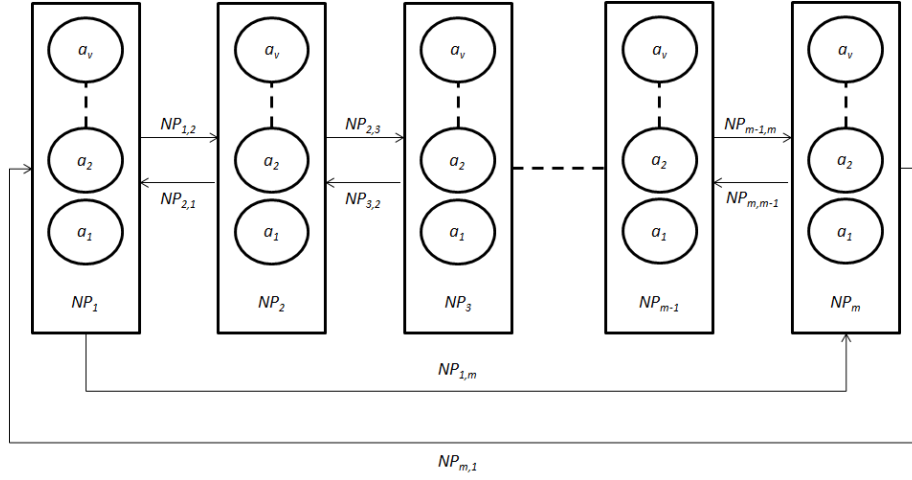 a_v a_v a_v a_v a_v
NP_{1,2} NP_{2,3} NP_{m-1,m}
a_2 a_2 a_2 a_2 a_2
NP_{2,1} NP_{3,2} NP_{m,m-1}
a_1 a_1 a_1 a_1 a_1
NP_1 NP_2 NP_3 NP_{m-1} NP_m
NP_{1,m}
NP_{m,1}